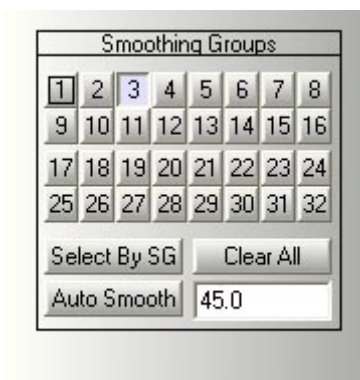 Smoothing Groups
1 2 3 4 5 6 7 8
9 10 11 12 13 14 15 16
17 18 19 20 21 22 23 24
25 26 27 28 29 30 31 32
Select By SG Clear All
Auto Smooth 45.0